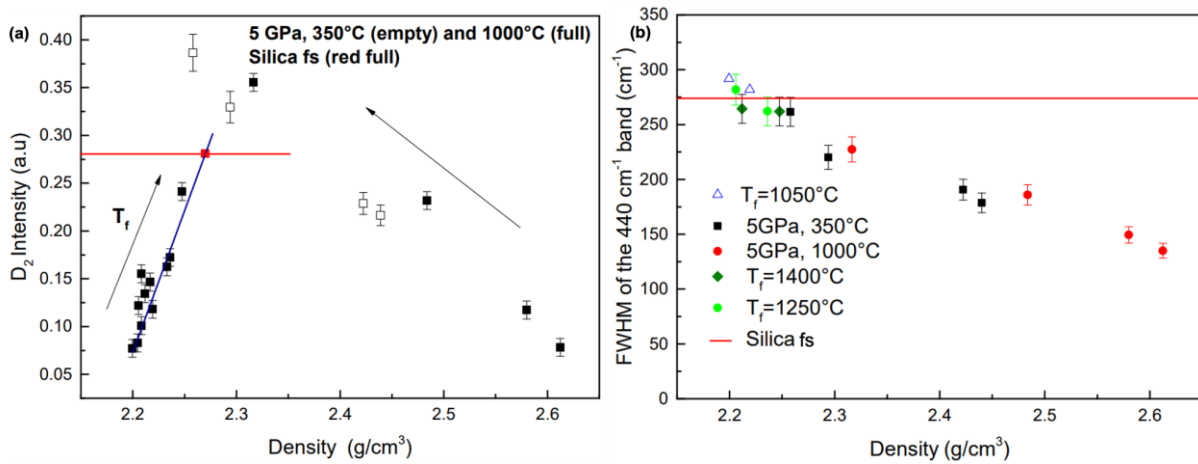 (a)
5 GPa, 350°C (empty) and 1000°C (full)
Silica fs (red full)
T_f
D₂ Intensity (a.u)
0.40
0.35
0.30
0.25
0.20
0.15
0.10
0.05
2.2 2.3 2.4 2.5 2.6
Density (g/cm³)
(b)
FWHM of the 440 cm⁻¹ band (cm⁻¹)
350
300
250
200
150
100
50
0
T_f=1050°C
5GPa, 350°C
5GPa, 1000°C
T_f=1400°C
T_f=1250°C
Silica fs
2.2 2.3 2.4 2.5 2.6
Density (g/cm³)